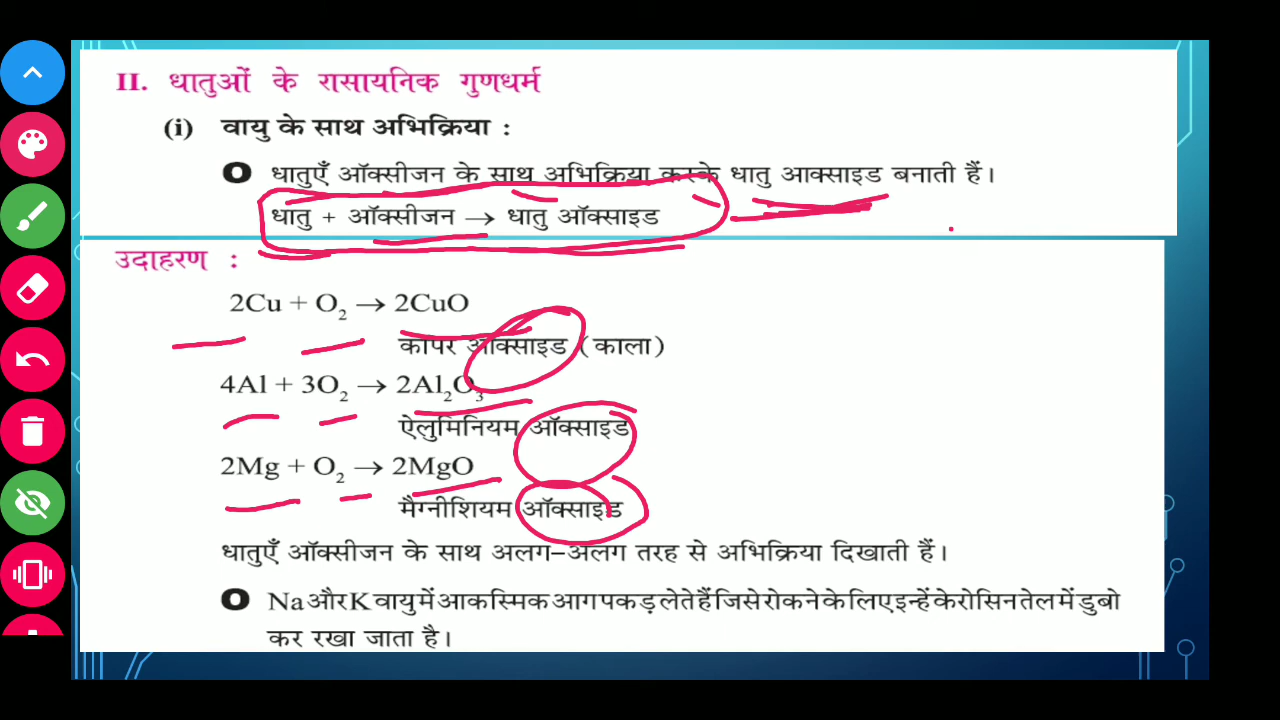 II. धातुओं के रासायनिक गुणधर्म
(i) वायु के साथ अभिक्रिया :
O धातुएँ ऑक्सीजन के साथ अभिक्रिया करके धातु आक्साइड बनाती हैं।
धातु + ऑक्सीजन → धातु ऑक्साइड
उदाहरण :
2Cu + O₂ → 2CuO
कॉपर ऑक्साइड (काला)
4Al + 3O₂ → 2Al₂O₃
ऐलुमिनियम ऑक्साइड
2Mg + O₂ → 2MgO
मैग्नीशियम ऑक्साइड
धातुएँ ऑक्सीजन के साथ अलग-अलग तरह से अभिक्रिया दिखाती हैं।
O Na और K वायु में आकस्मिक आग पकड़ लेते हैं जिसे रोकने के लिए इन्हें केरोसिन तेल में डुबो
कर रखा जाता है।